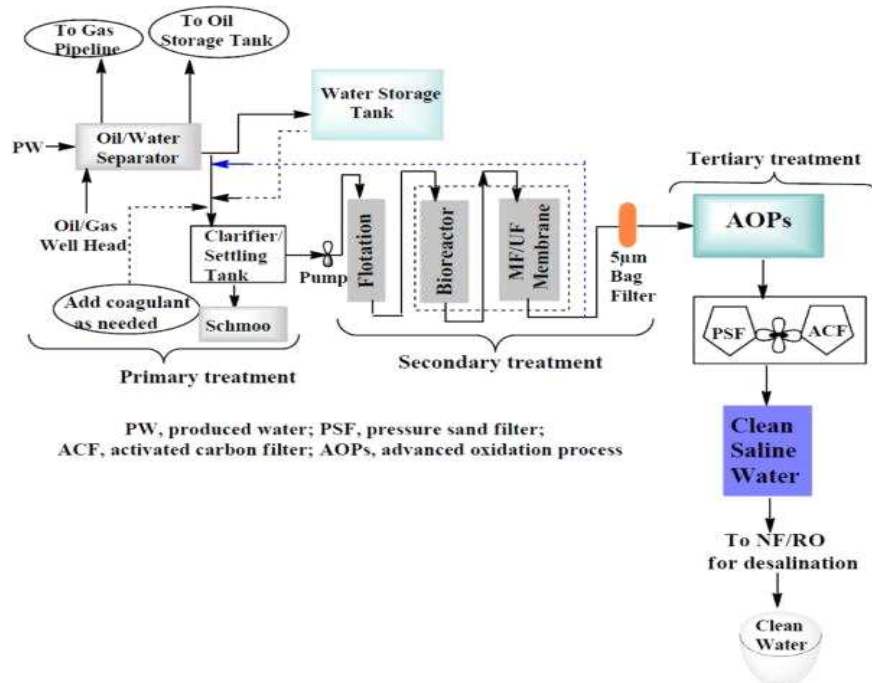 To Gas
Pipeline
To Oil
Storage Tank
Water Storage
Tank
PW
Oil/Water
Separator
Oil/Gas
Well Head
Clarifier/
Settling
Tank
Pump
Add coagulant
as needed
Schmoo
Primary treatment
Flotation
Bioreactor
MF/UF
Membrane
5µm
Bag
Filter
Secondary treatment
Tertiary treatment
AOPs
PSF
ACF
Clean
Saline
Water
To NF/RO
for desalination
Clean
Water
PW, produced water; PSF, pressure sand filter;
ACF, activated carbon filter; AOPs, advanced oxidation process